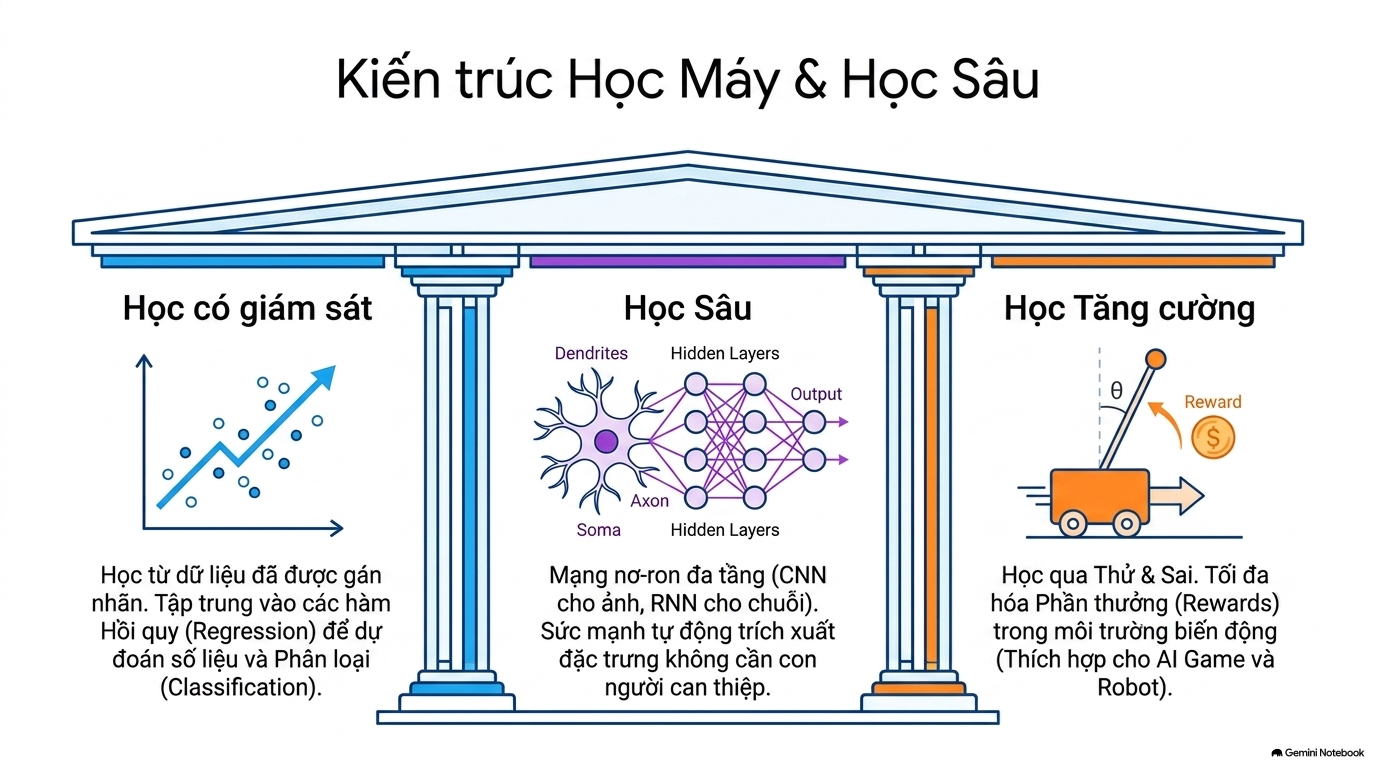 Kiến trúc Học Máy & Học Sâu
Học có giám sát
Học từ dữ liệu đã được gán
nhãn. Tập trung vào các hàm
Hồi quy (Regression) để dự
đoán số liệu và Phân loại
(Classification).
Học Sâu
Dendrites
Hidden Layers
Output
Axon
Soma
Hidden Layers
Mạng nơ-ron đa tầng (CNN
cho ảnh, RNN cho chuỗi).
Sức mạnh tự động trích xuất
đặc trưng không cần con
người can thiệp.
Học Tăng cường
θ
Reward
$
Học qua Thử & Sai. Tối đa
hóa Phần thưởng (Rewards)
trong môi trường biến động
(Thích hợp cho AI Game và
Robot).
Gemini Notebook